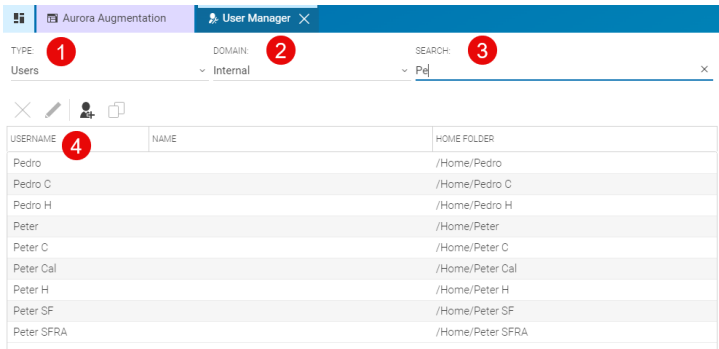 Aurora Augmentation User Manager
TYPE: 1 DOMAIN: 2 SEARCH: 3
Users Internal Pe
USERNAME 4 NAME HOME FOLDER
Pedro /Home/Pedro
Pedro C /Home/Pedro C
Pedro H /Home/Pedro H
Peter /Home/Peter
Peter C /Home/Peter C
Peter Cal /Home/Peter Cal
Peter H /Home/Peter H
Peter SF /Home/Peter SF
Peter SFRA /Home/Peter SFRA